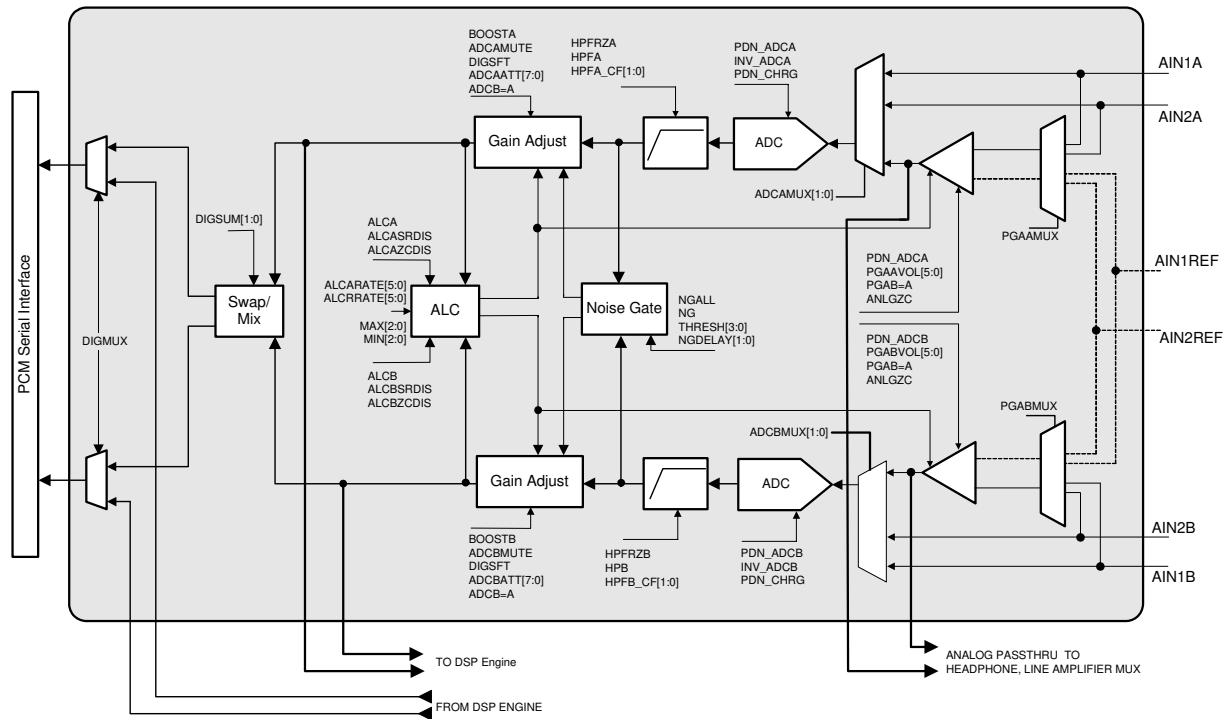 BOOSTA
ADCAMUTE
DIGSFT
ADCAATT[7:0]
ADCB=A
HPFRZA
HPFA
HPFA_CF[1:0]
PDN_ADCA
INV_ADCA
PDN_CHRG
AIN1A
AIN2A
Gain Adjust
ADC
ADCAMUX[1:0]
PGAAMUX
PCM Serial Interface
DIGSUM[1:0]
ALCA
ALCASRDIS
ALCAZCDIS
PDN_ADCA
PGAAVOL[5:0]
PGAB=A
ANLGZC
AIN1REF
ALCARATE[5:0]
ALCRRATE[5:0]
MAX[2:0]
MIN[2:0]
Swap/
Mix
ALC
Noise Gate
NGALL
NG
THRESH[3:0]
NGDELAY[1:0]
DIGMUX
AIN2REF
PDN_ADCB
PGABVOL[5:0]
PGAB=A
ANLGZC
ALCB
ALCBSRDIS
ALCBZCDIS
PGABMUX
ADCBMUX[1:0]
Gain Adjust
ADC
BOOSTB
ADCBMUTE
DIGSFT
ADCBATT[7:0]
ADCB=A
HPFRZB
HPB
HPFB_CF[1:0]
PDN_ADCB
INV_ADCB
PDN_CHRG
AIN2B
AIN1B
TO DSP Engine
ANALOG PASSTHRU TO
HEADPHONE, LINE AMPLIFIER MUX
FROM DSP ENGINE